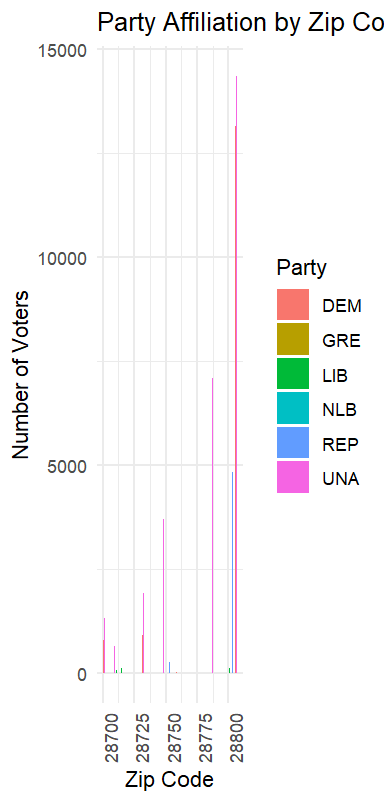 Party Affiliation by Zip Co
15000
10000
5000
0
Number of Voters
28700
28725
28750
28775
28800
Zip Code
Party
DEM
GRE
LIB
NLB
REP
UNA